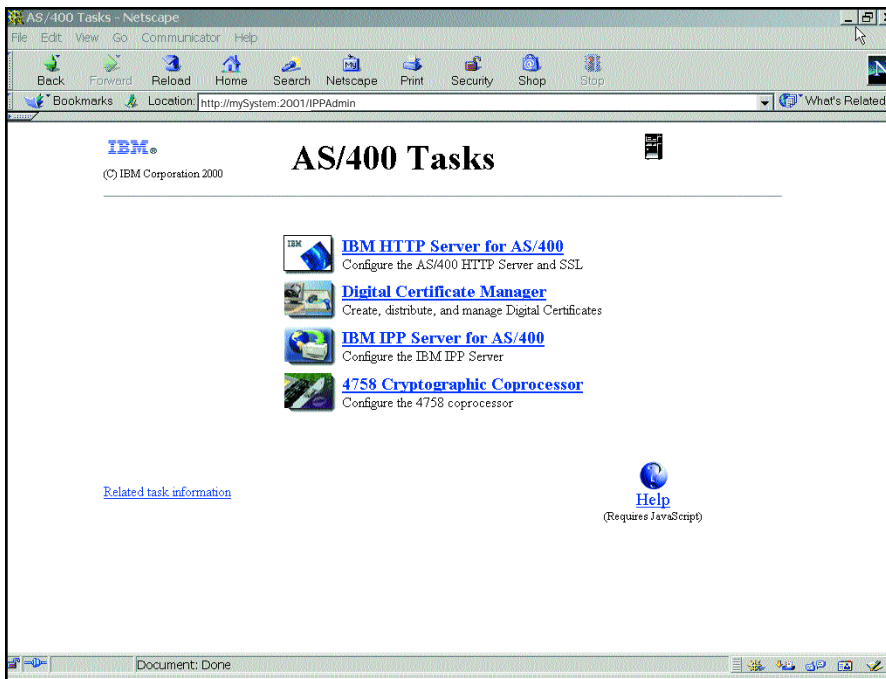 AS/400 Tasks - Netscape
File Edit View Go Communicator Help
Back Forward Reload Home Search Netscape Print Security Shop Stop
N
Bookmarks Location: http://mySystem:2001/IPPAdmin What's Related
IBM®
AS/400 Tasks
(C) IBM Corporation 2000
IBM
IBM HTTP Server for AS/400
Configure the AS/400 HTTP Server and SSL
Digital Certificate Manager
Create, distribute, and manage Digital Certificates
IBM IPP Server for AS/400
Configure the IBM IPP Server
4758 Cryptographic Coprocessor
Configure the 4758 coprocessor
Related task information
Help
(Requires JavaScript)
Document: Done